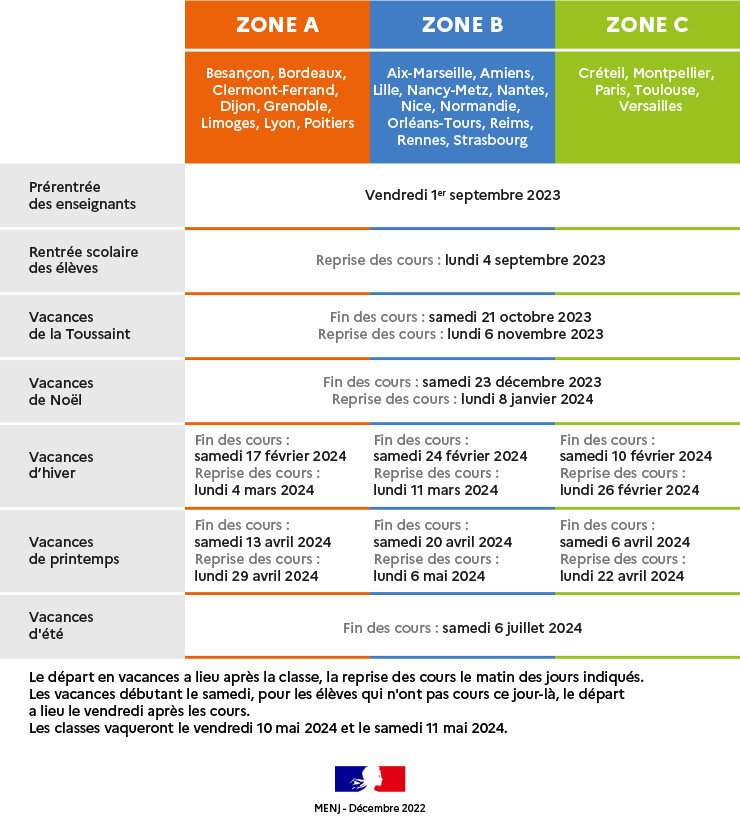 ZONE A
ZONE B
ZONE C
Besançon, Bordeaux,
Clermont-Ferrand,
Dijon, Grenoble,
Limoges, Lyon, Poitiers
Aix-Marseille, Amiens,
Lille, Nancy-Metz, Nantes,
Nice, Normandie,
Orléans-Tours, Reims,
Rennes, Strasbourg
Créteil, Montpellier,
Paris, Toulouse,
Versailles
Prérentrée
des enseignants
Vendredi 1er septembre 2023
Rentrée scolaire
des élèves
Reprise des cours : lundi 4 septembre 2023
Vacances
de la Toussaint
Fin des cours : samedi 21 octobre 2023
Reprise des cours : lundi 6 novembre 2023
Vacances
de Noël
Fin des cours : samedi 23 décembre 2023
Reprise des cours : lundi 8 janvier 2024
Vacances
d’hiver
Fin des cours :
samedi 17 février 2024
Reprise des cours :
lundi 4 mars 2024
Fin des cours :
samedi 24 février 2024
Reprise des cours :
lundi 11 mars 2024
Fin des cours :
samedi 10 février 2024
Reprise des cours :
lundi 26 février 2024
Vacances
de printemps
Fin des cours :
samedi 13 avril 2024
Reprise des cours :
lundi 29 avril 2024
Fin des cours :
samedi 20 avril 2024
Reprise des cours :
lundi 6 mai 2024
Fin des cours :
samedi 6 avril 2024
Reprise des cours :
lundi 22 avril 2024
Vacances
d'été
Fin des cours : samedi 6 juillet 2024
Le départ en vacances a lieu après la classe, la reprise des cours le matin des jours indiqués.
Les vacances débutant le samedi, pour les élèves qui n'ont pas cours ce jour-là, le départ
a lieu le vendredi après les cours.
Les classes vaqueront le vendredi 10 mai 2024 et le samedi 11 mai 2024.
MENJ - Décembre 2022